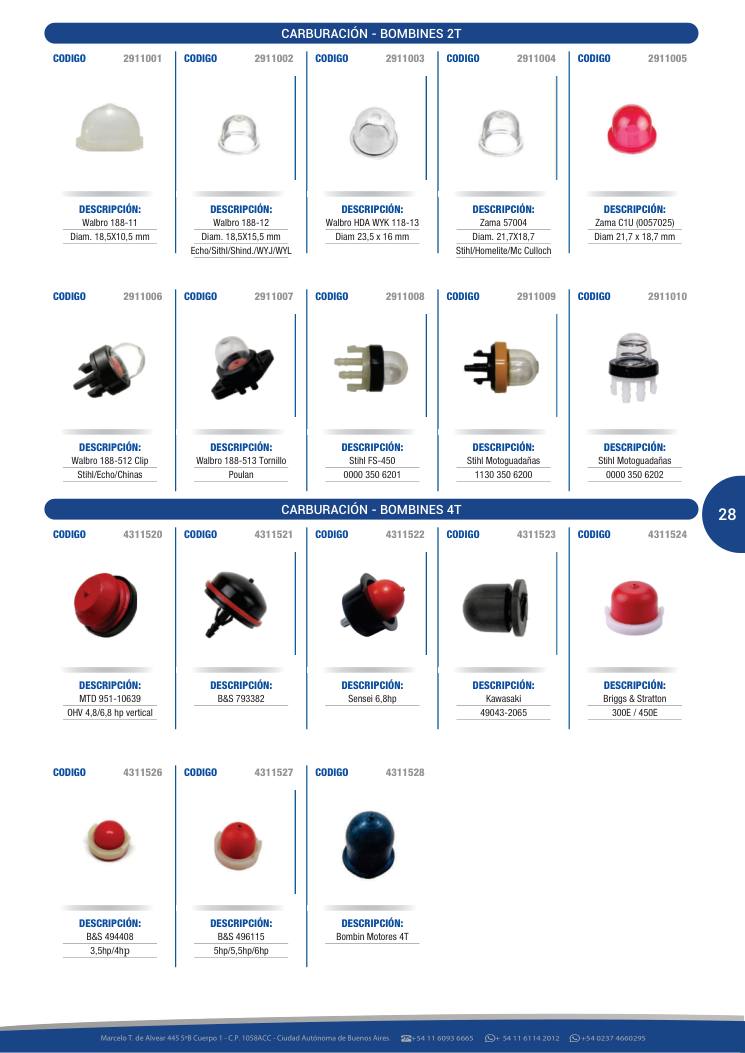 CARBURACIÓN - BOMBINES 2T
CODIGO 2911001
DESCRIPCIÓN:
Walbro 188-11
Diam. 18,5X10,5 mm
CODIGO 2911002
DESCRIPCIÓN:
Walbro 188-12
Diam. 18,5X15,5 mm
Echo/Sithl/Shind./WYJ/WYL
CODIGO 2911003
DESCRIPCIÓN:
Walbro HDA WYK 118-13
Diam 23,5 x 16 mm
CODIGO 2911004
DESCRIPCIÓN:
Zama 57004
Diam. 21,7X18,7
Stihl/Homelite/Mc Culloch
CODIGO 2911005
DESCRIPCIÓN:
Zama C1U (0057025)
Diam 21,7 x 18,7 mm
CODIGO 2911006
DESCRIPCIÓN:
Walbro 188-512 Clip
Stihl/Echo/Chinas
CODIGO 2911007
DESCRIPCIÓN:
Walbro 188-513 Tornillo
Poulan
CODIGO 2911008
DESCRIPCIÓN:
Stihl FS-450
0000 350 6201
CODIGO 2911009
DESCRIPCIÓN:
Stihl Motoguadañas
1130 350 6200
CODIGO 2911010
DESCRIPCIÓN:
Stihl Motoguadañas
0000 350 6202
CARBURACIÓN - BOMBINES 4T
28
CODIGO 4311520
DESCRIPCIÓN:
MTD 951-10639
OHV 4,8/6,8 hp vertical
CODIGO 4311521
DESCRIPCIÓN:
B&S 793382
CODIGO 4311522
DESCRIPCIÓN:
Sensei 6,8hp
CODIGO 4311523
DESCRIPCIÓN:
Kawasaki
49043-2065
CODIGO 4311524
DESCRIPCIÓN:
Briggs & Stratton
300E / 450E
CODIGO 4311526
DESCRIPCIÓN:
B&S 494408
3,5hp/4hp
CODIGO 4311527
DESCRIPCIÓN:
B&S 496115
5hp/5,5hp/6hp
CODIGO 4311528
DESCRIPCIÓN:
Bombin Motores 4T
Marcelo T. de Alvear 445 5ºB Cuerpo 1 - C.P. 1058ACC - Ciudad Autónoma de Buenos Aires. +54 11 6093 6665 + 54 11 6114 2012 +54 0237 4660295